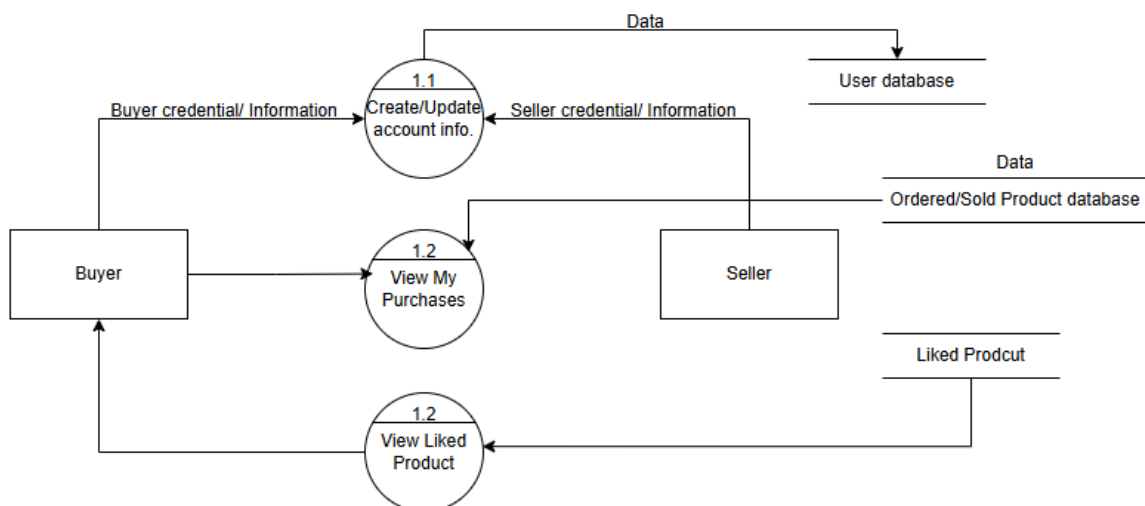 Data
1.1
User database
Buyer credential/ Information
Create/Update
account info.
Seller credential/ Information
Data
Ordered/Sold Product database
1.2
Buyer
View My
Purchases
Seller
Liked Prodcut
1.2
View Liked
Product